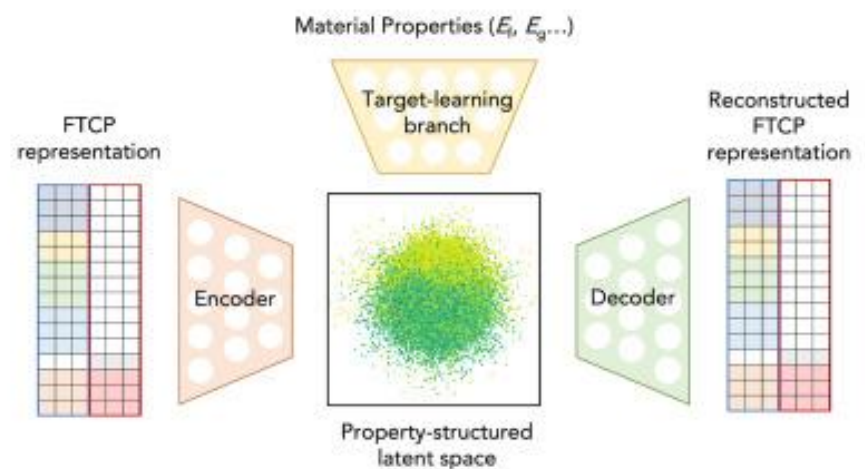 Material Properties (Ef, Eg...)
Target-learning
branch
FTCP
representation
Reconstructed
FTCP
representation
Encoder
Decoder
Property-structured
latent space